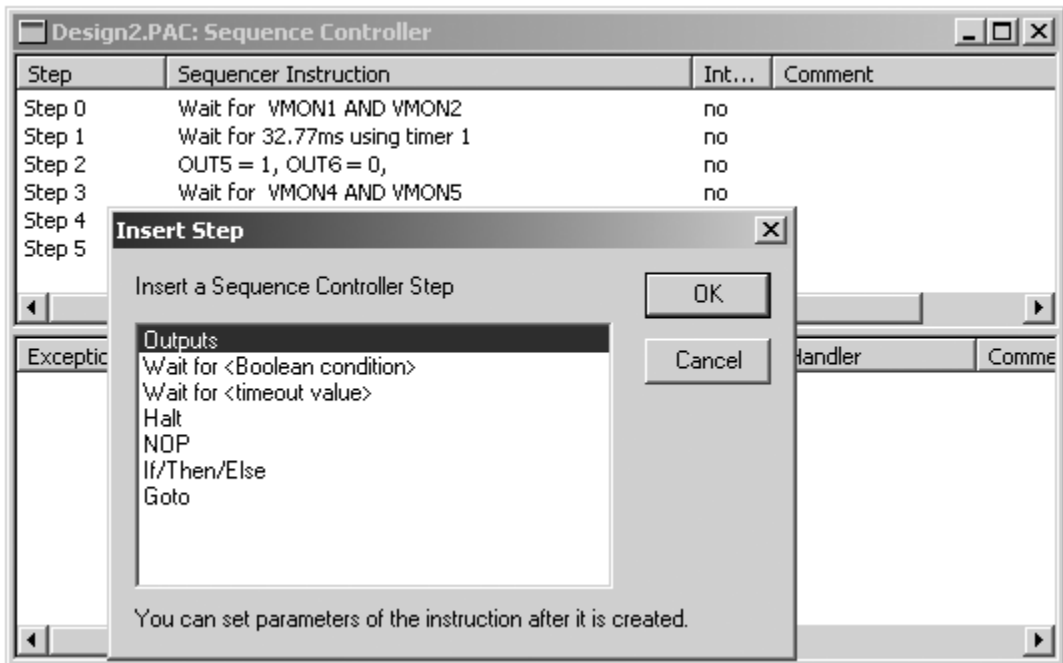 Design2.PAC: Sequence Controller
Step Sequencer Instruction Int... Comment
Step 0 Wait for VMON1 AND VMON2 no
Step 1 Wait for 32.77ms using timer 1 no
Step 2 OUT5 = 1, OUT6 = 0, no
Step 3 Wait for VMON4 AND VMON5 no
Step 4
Step 5
Insert Step
Insert a Sequence Controller Step
OK
Outputs
Wait for <Boolean condition>
Wait for <timeout value>
Halt
NOP
If/Then/Else
Goto
Cancel
Exceptic Handler Comme
You can set parameters of the instruction after it is created.